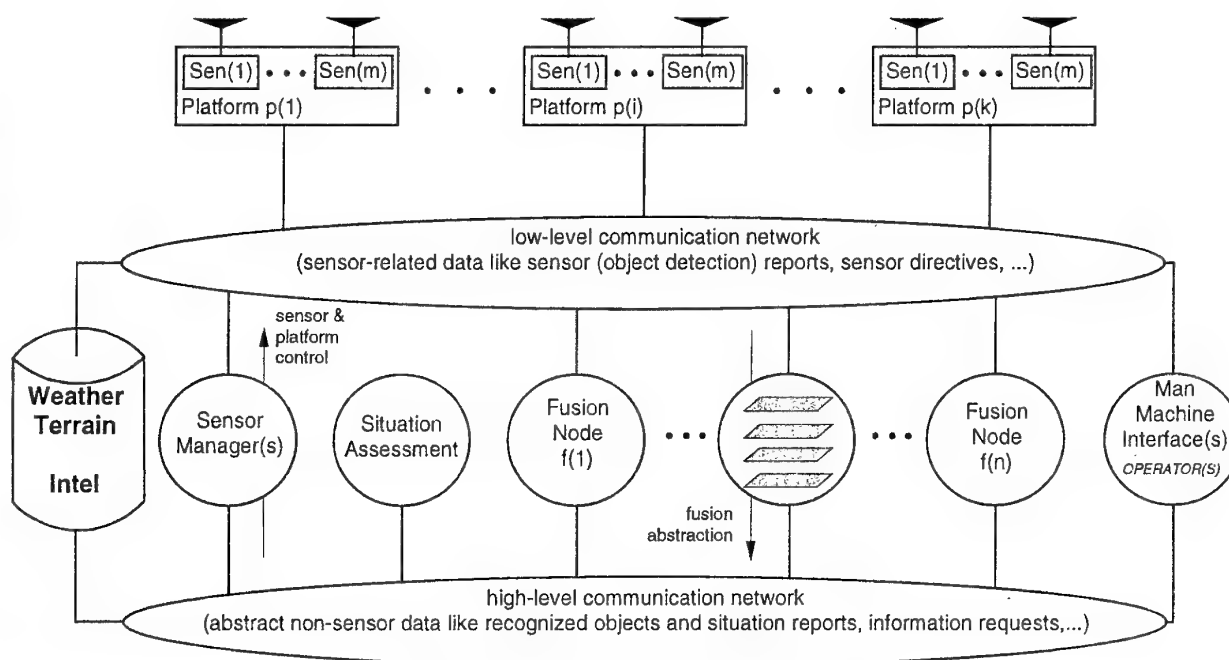 Sen(1) ••• Sen(m)
Platform p(1)
• • •
Sen(1) ••• Sen(m)
Platform p(i)
• • •
Sen(1) ••• Sen(m)
Platform p(k)
low-level communication network
(sensor-related data like sensor (object detection) reports, sensor directives, ...)
sensor &
platform
control
Weather
Terrain
Intel
Sensor
Manager(s)
Situation
Assessment
Fusion
Node
f(1)
•••
•••
Fusion
Node
f(n)
Man
Machine
Interface(s)
OPERATOR(S)
fusion
abstraction
high-level communication network
(abstract non-sensor data like recognized objects and situation reports, information requests,...)